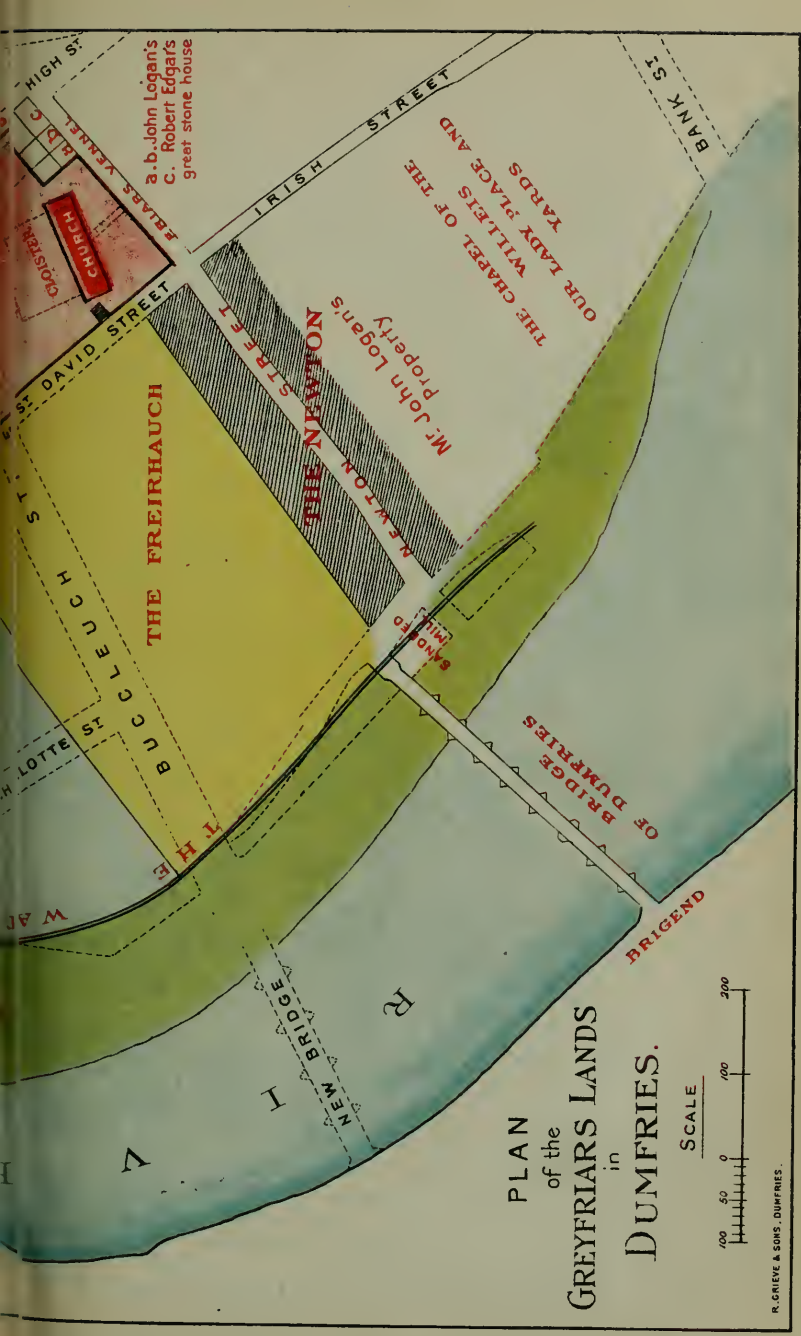 HIGH ST.
a b c
FRIARS VENNEL
a.b. John Logan's
C. Robert Edgar's
great stone house
CLOISTER
CHURCH
IRISH STREET
BANK ST.
THE CHAPEL OF THE
WILLEIS
OUR LADY PLACE AND
YARDS
ST DAVID STREET
THE FREIRHAUCH
THE NEWTON
NEWTON STREET
Mr John Logan's
Property
BUCCLEUCH ST.
LOTTE ST.
SANDBED
MILL
THE
BRIDGE
OF DUMFRIES
BRIGEND
NEW BRIDGE
R I V
PLAN
of the
GREYFRIARS LANDS
in
DUMFRIES.
SCALE
100 50 0 100 200
R. GRIEVE & SONS, DUMFRIES.